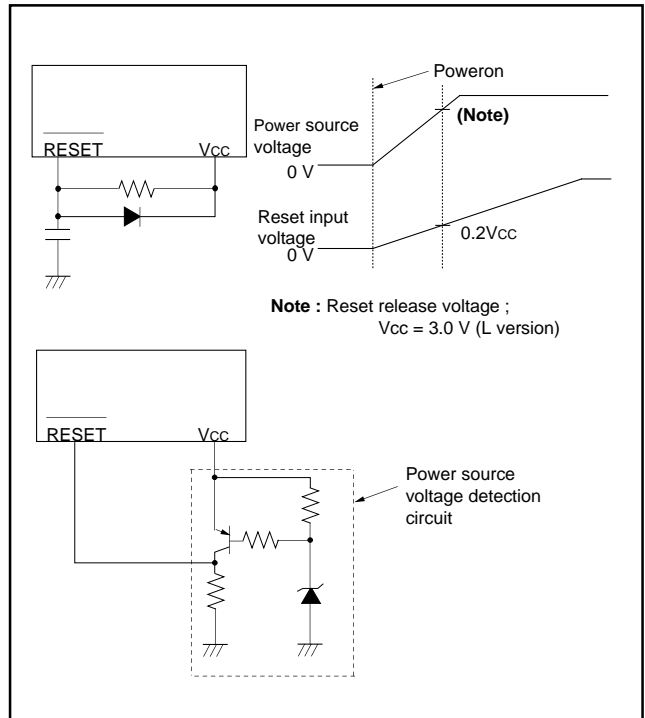 RESET Vcc
Poweron
(Note)
Power source
voltage
0 V
Reset input
voltage
0 V
0.2Vcc
Note : Reset release voltage ;
Vcc = 3.0 V (L version)
RESET Vcc
Power source
voltage detection
circuit